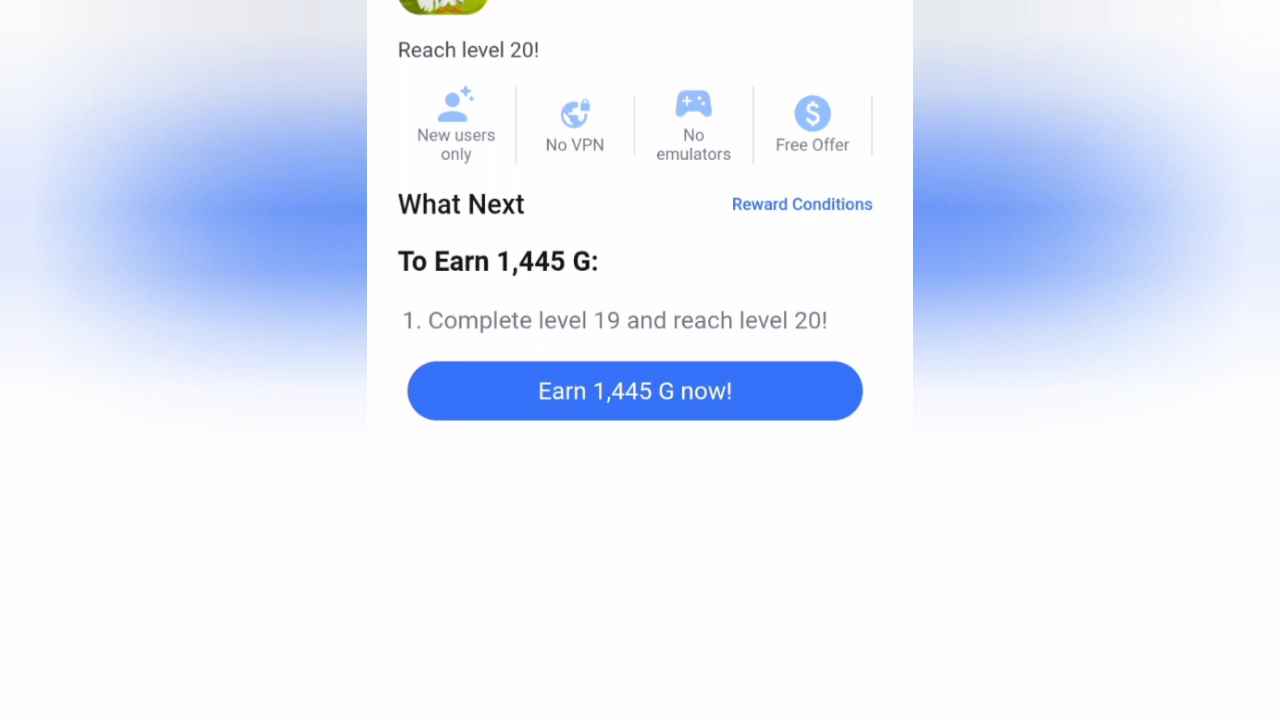 Reach level 20!
New users
only
No VPN
No
emulators
Free Offer
What Next
Reward Conditions
To Earn 1,445 G:
1. Complete level 19 and reach level 20!
Earn 1,445 G now!